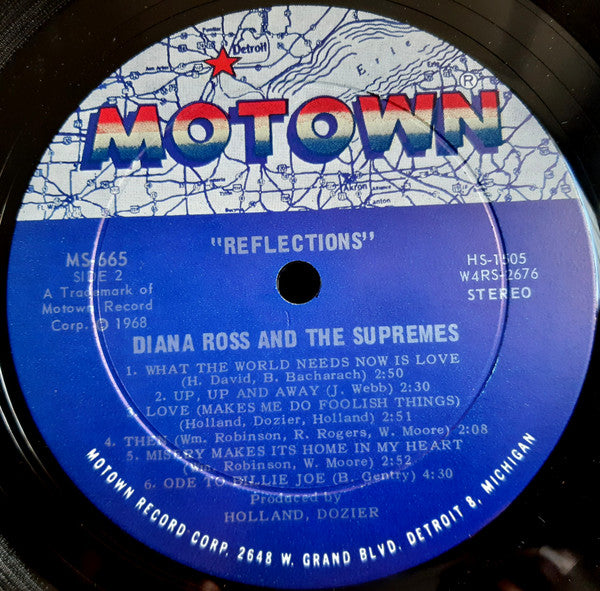 Detroit
Erie
MOTOWN®
Akron
Canton
"REFLECTIONS"
MS-665
SIDE 2
A Trademark of
Motown Record
Corp. ℗ 1968
HS-1505
W4RS-2676
STEREO
DIANA ROSS AND THE SUPREMES
1. WHAT THE WORLD NEEDS NOW IS LOVE
(H. David, B. Bacharach) 2:50
2. UP, UP AND AWAY (J. Webb) 2:30
3. LOVE (MAKES ME DO FOOLISH THINGS)
(Holland, Dozier, Holland) 2:51
4. THEN (Wm. Robinson, R. Rogers, W. Moore) 2:08
5. MISERY MAKES ITS HOME IN MY HEART
(Wm. Robinson, W. Moore) 2:52
6. ODE TO BILLIE JOE (B. Gentry) 4:30
Produced by
HOLLAND, DOZIER
MOTOWN RECORD CORP. 2648 W. GRAND BLVD. DETROIT 8, MICHIGAN